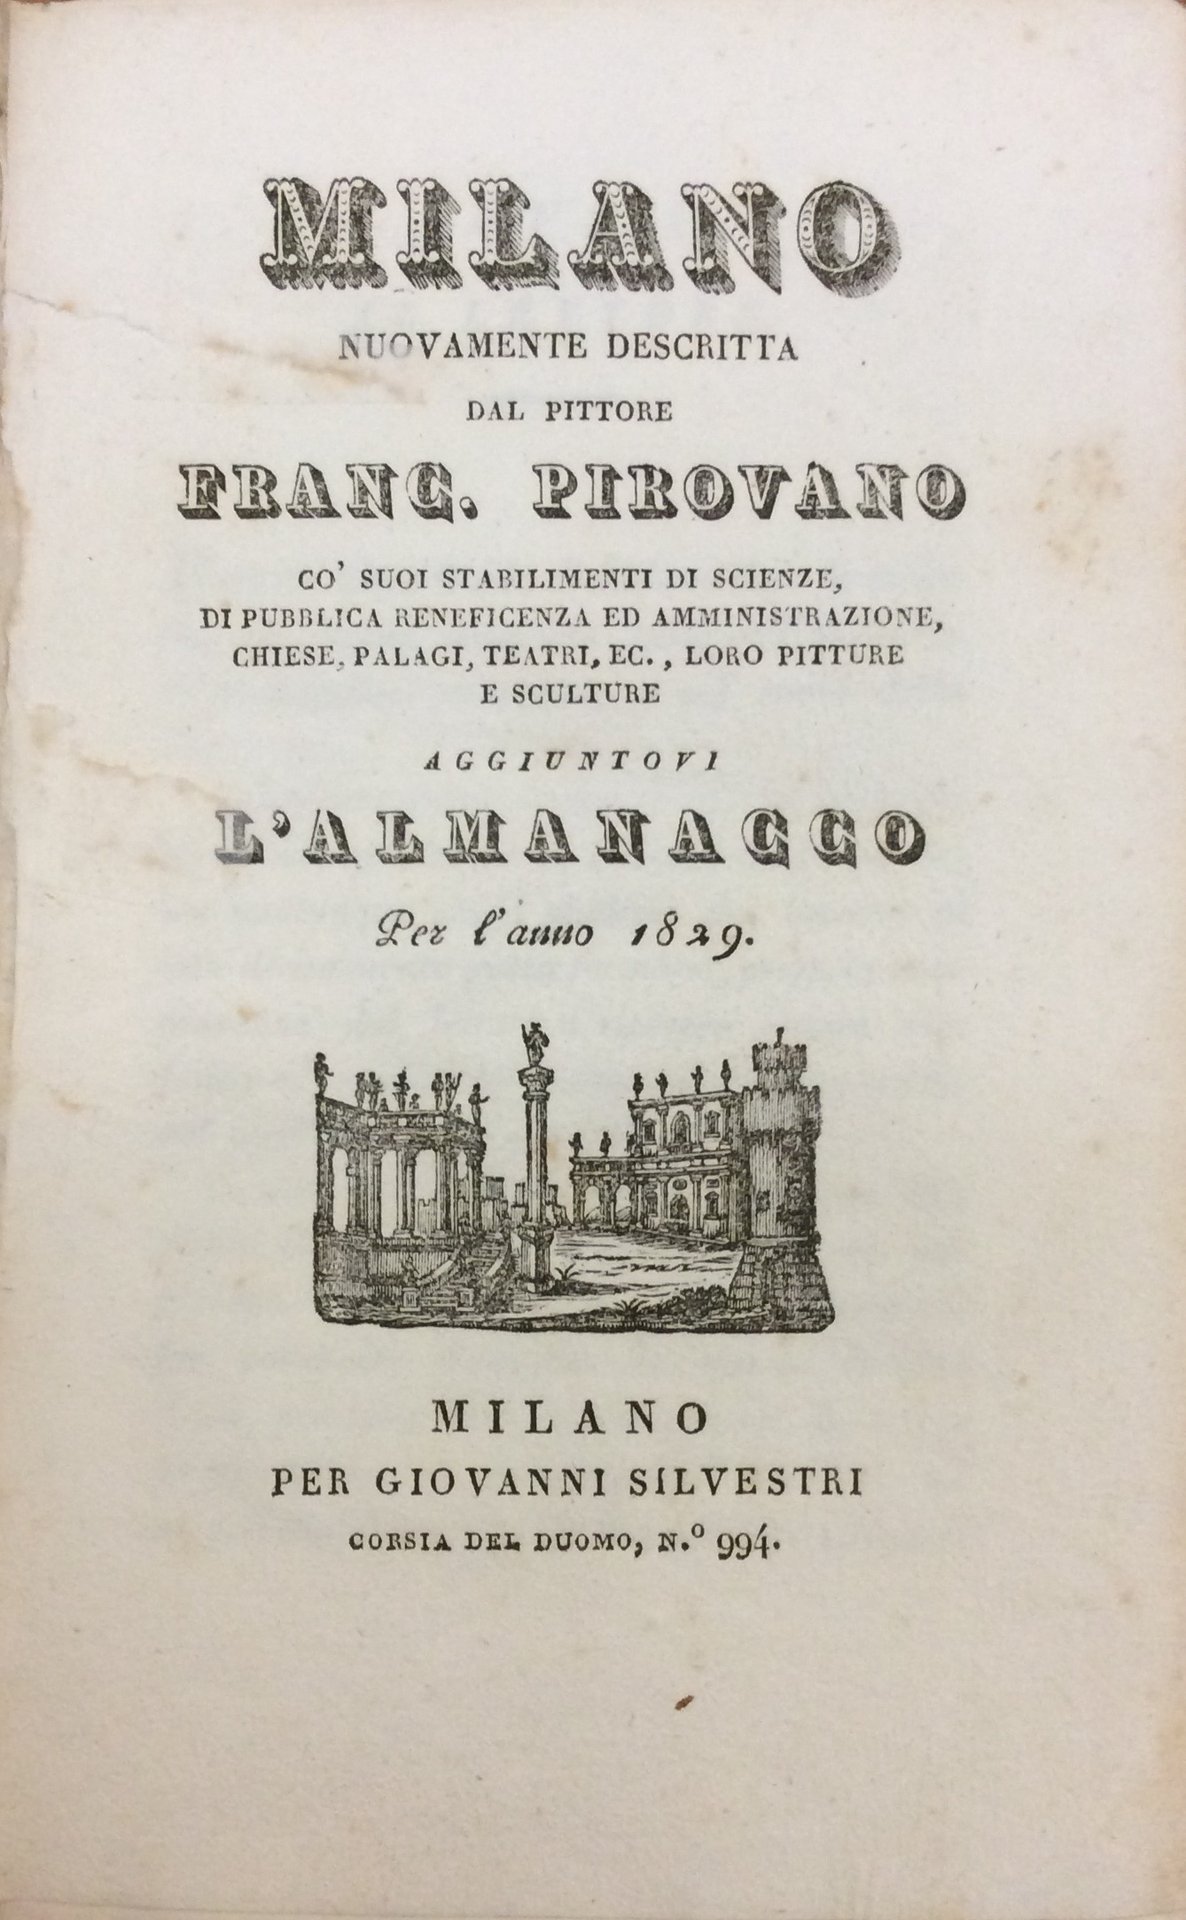 MILANO
NUOVAMENTE DESCRITTA
DAL PITTORE
FRANC. PIROVANO
CO' SUOI STABILIMENTI DI SCIENZE,
DI PUBBLICA BENEFICENZA ED AMMINISTRAZIONE,
CHIESE, PALAGI, TEATRI, EC., LORO PITTURE
E SCULTURE
AGGIUNTOVI
L'ALMANACCO
Per l'anno 1829.
MILANO
PER GIOVANNI SILVESTRI
CORSIA DEL DUOMO, N.º 994.